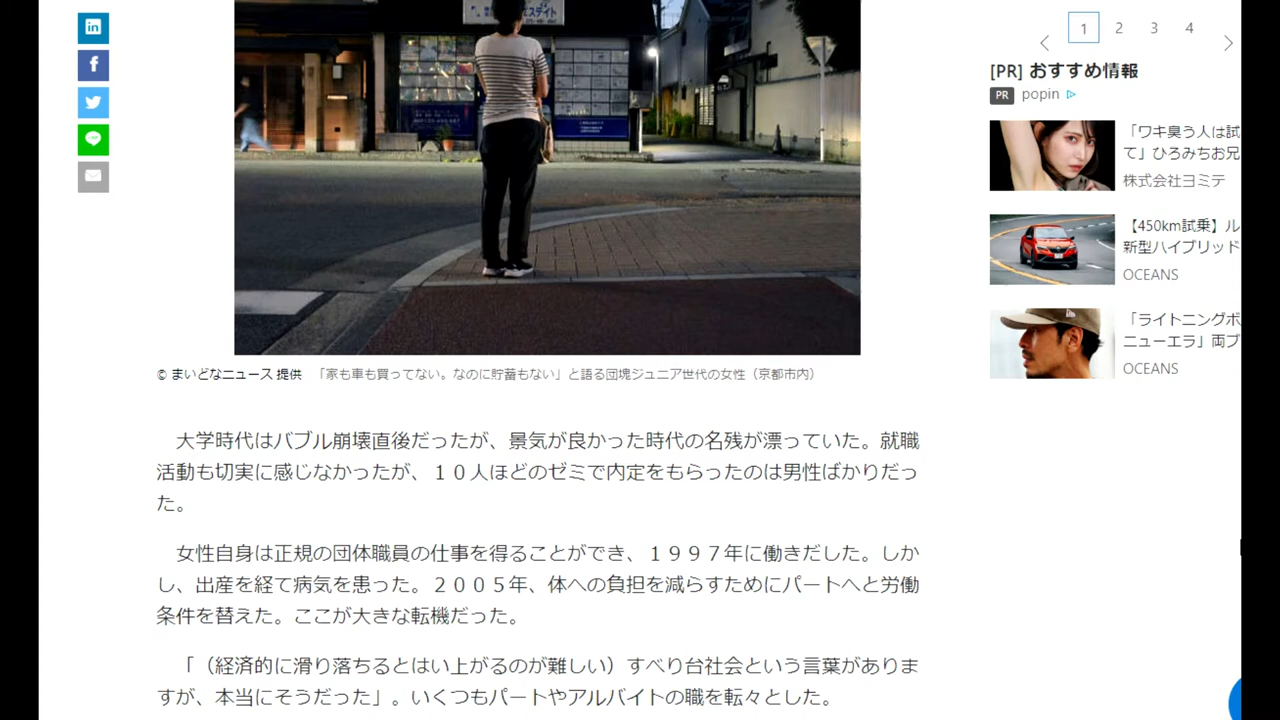 1 2 3 4
[PR] おすすめ情報
PR popin
「ワキ臭う人は試
て」ひろみちお兄
株式会社ヨミテ
【450km試乗】ル
新型ハイブリッド
OCEANS
「ライトニングボ
ニューエラ」両ブ
OCEANS
© まいどなニュース 提供 「家も車も買ってない。なのに貯蓄もない」と語る団塊ジュニア世代の女性（京都市内）
大学時代はバブル崩壊直後だったが、景気が良かった時代の名残が漂っていた。就職
活動も切実に感じなかったが、１０人ほどのゼミで内定をもらったのは男性ばかりだっ
た。
女性自身は正規の団体職員の仕事を得ることができ、１９９７年に働きだした。しか
し、出産を経て病気を患った。２００５年、体への負担を減らすためにパートへと労働
条件を替えた。ここが大きな転機だった。
「（経済的に滑り落ちるとはい上がるのが難しい）すべり台社会という言葉がありま
すが、本当にそうだった」。いくつもパートやアルバイトの職を転々とした。